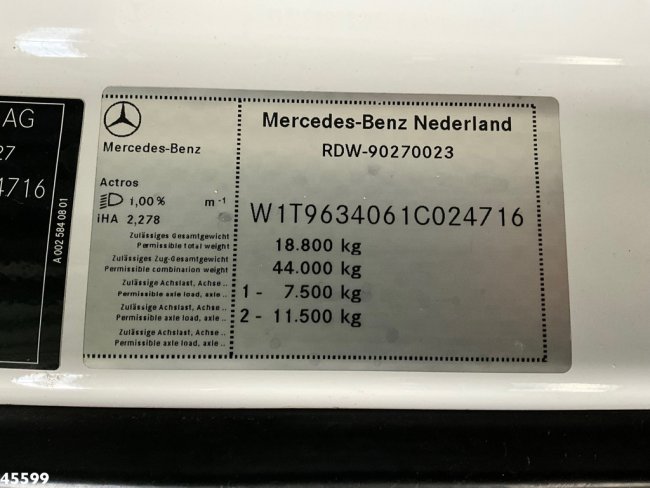 AG
27
4716
A 002 584 08 01
Mercedes-Benz
Actros
1,00 % m⁻¹
iHA 2,278
Zulässiges Gesamtgewicht
Permissible total weight
Zulässiges Zug-Gesamtgewicht
Permissible combination weight
Zulässige Achslast, Achse ..
Permissible axle load, axle ..
Zulässige Achslast, Achse ..
Permissible axle load, axle ..
Zulässige Achslast, Achse ..
Permissible axle load, axle ..
Mercedes-Benz Nederland
RDW-90270023
W1T9634061C024716
18.800 kg
44.000 kg
1 - 7.500 kg
2 - 11.500 kg
45599